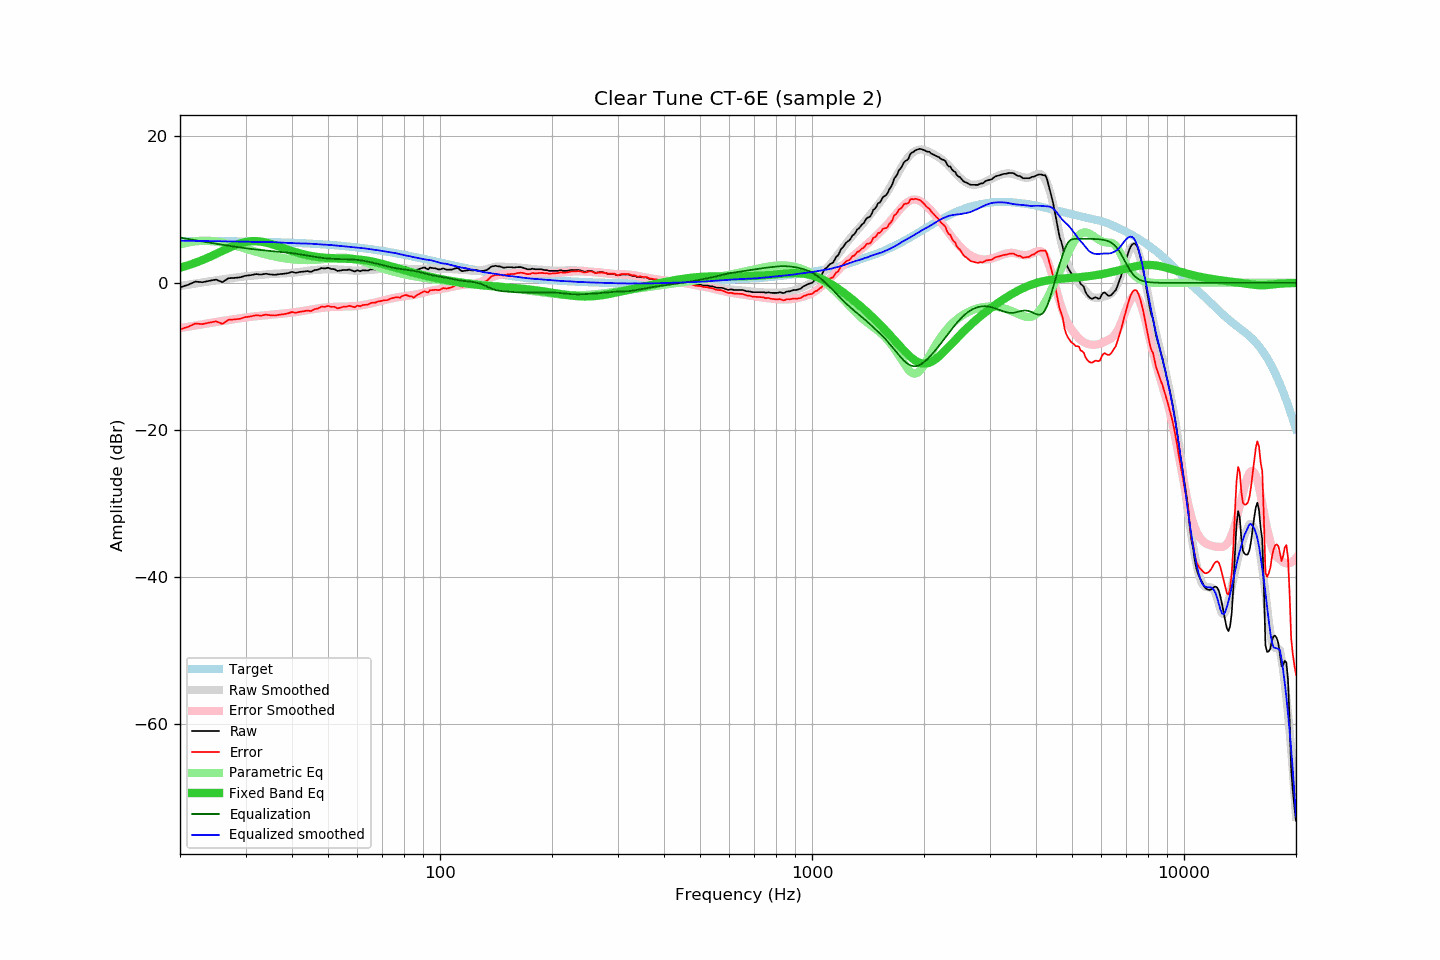 Clear Tune CT-6E (sample 2)
20
0
−20
−40
−60
Amplitude (dBr)
Target
Raw Smoothed
Error Smoothed
Raw
Error
Parametric Eq
Fixed Band Eq
Equalization
Equalized smoothed
100
1000
10000
Frequency (Hz)